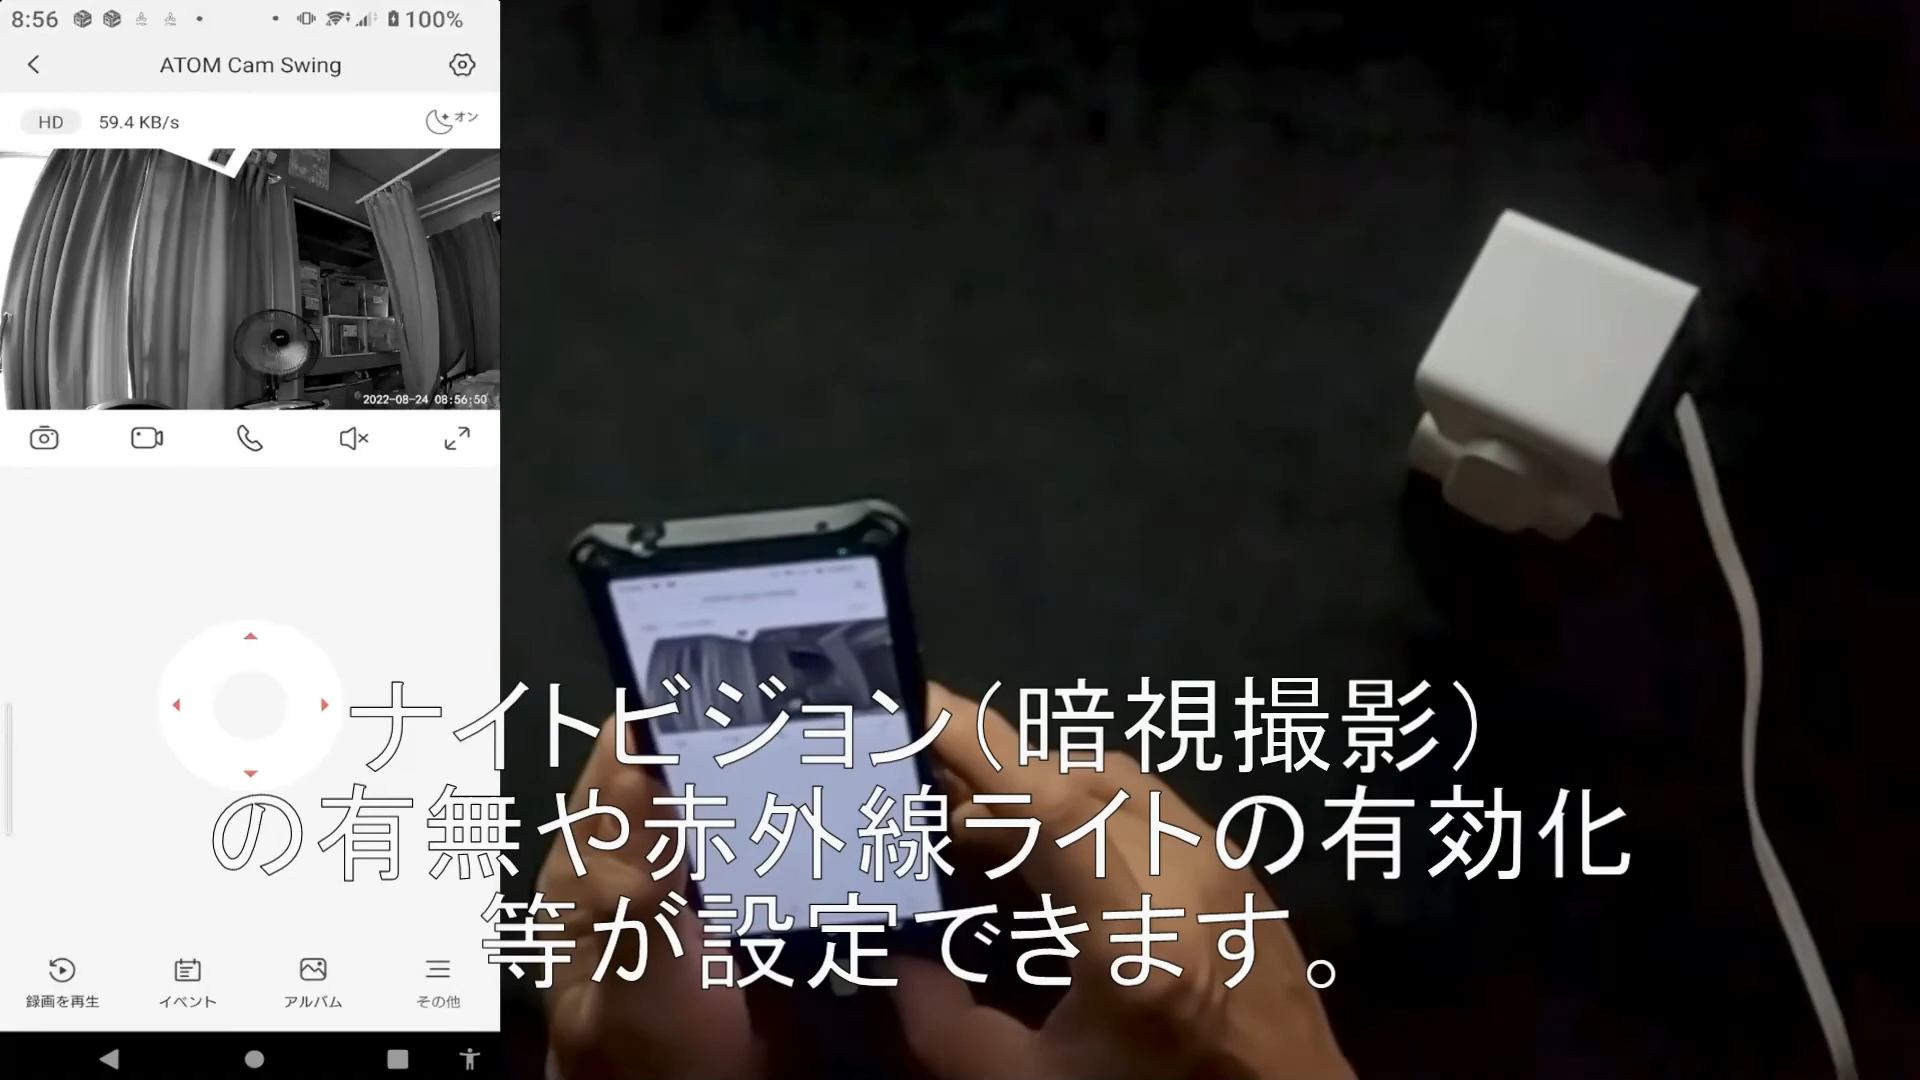 8:56
100%
ATOM Cam Swing
HD
59.4 KB/s
オン
2022-08-24 08:56:50
ナイトビジョン(暗視撮影)
の有無や赤外線ライトの有効化
等ができ設定できます。
録画を再生
イベント
アルバム
その他